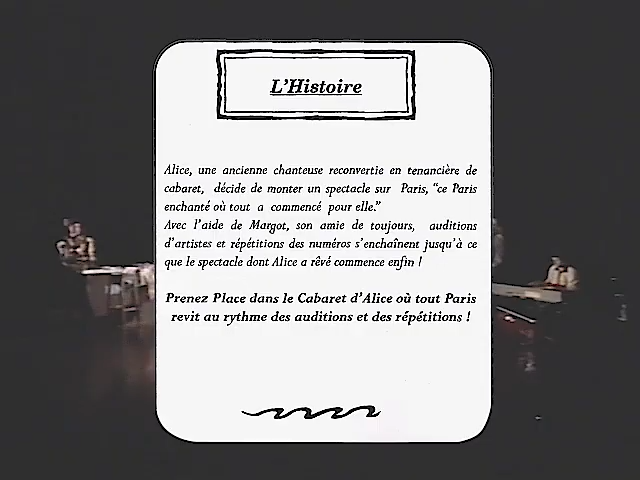 L'Histoire
Alice, une ancienne chanteuse reconvertie en tenancière de
cabaret, décide de monter un spectacle sur Paris, "ce Paris
enchanté où tout a commencé pour elle."
Avec l'aide de Margot, son amie de toujours, auditions
d'artistes et répétitions des numéros s'enchaînent jusqu'à ce
que le spectacle dont Alice a rêvé commence enfin !
Prenez Place dans le Cabaret d'Alice où tout Paris
revit au rythme des auditions et des répétitions !